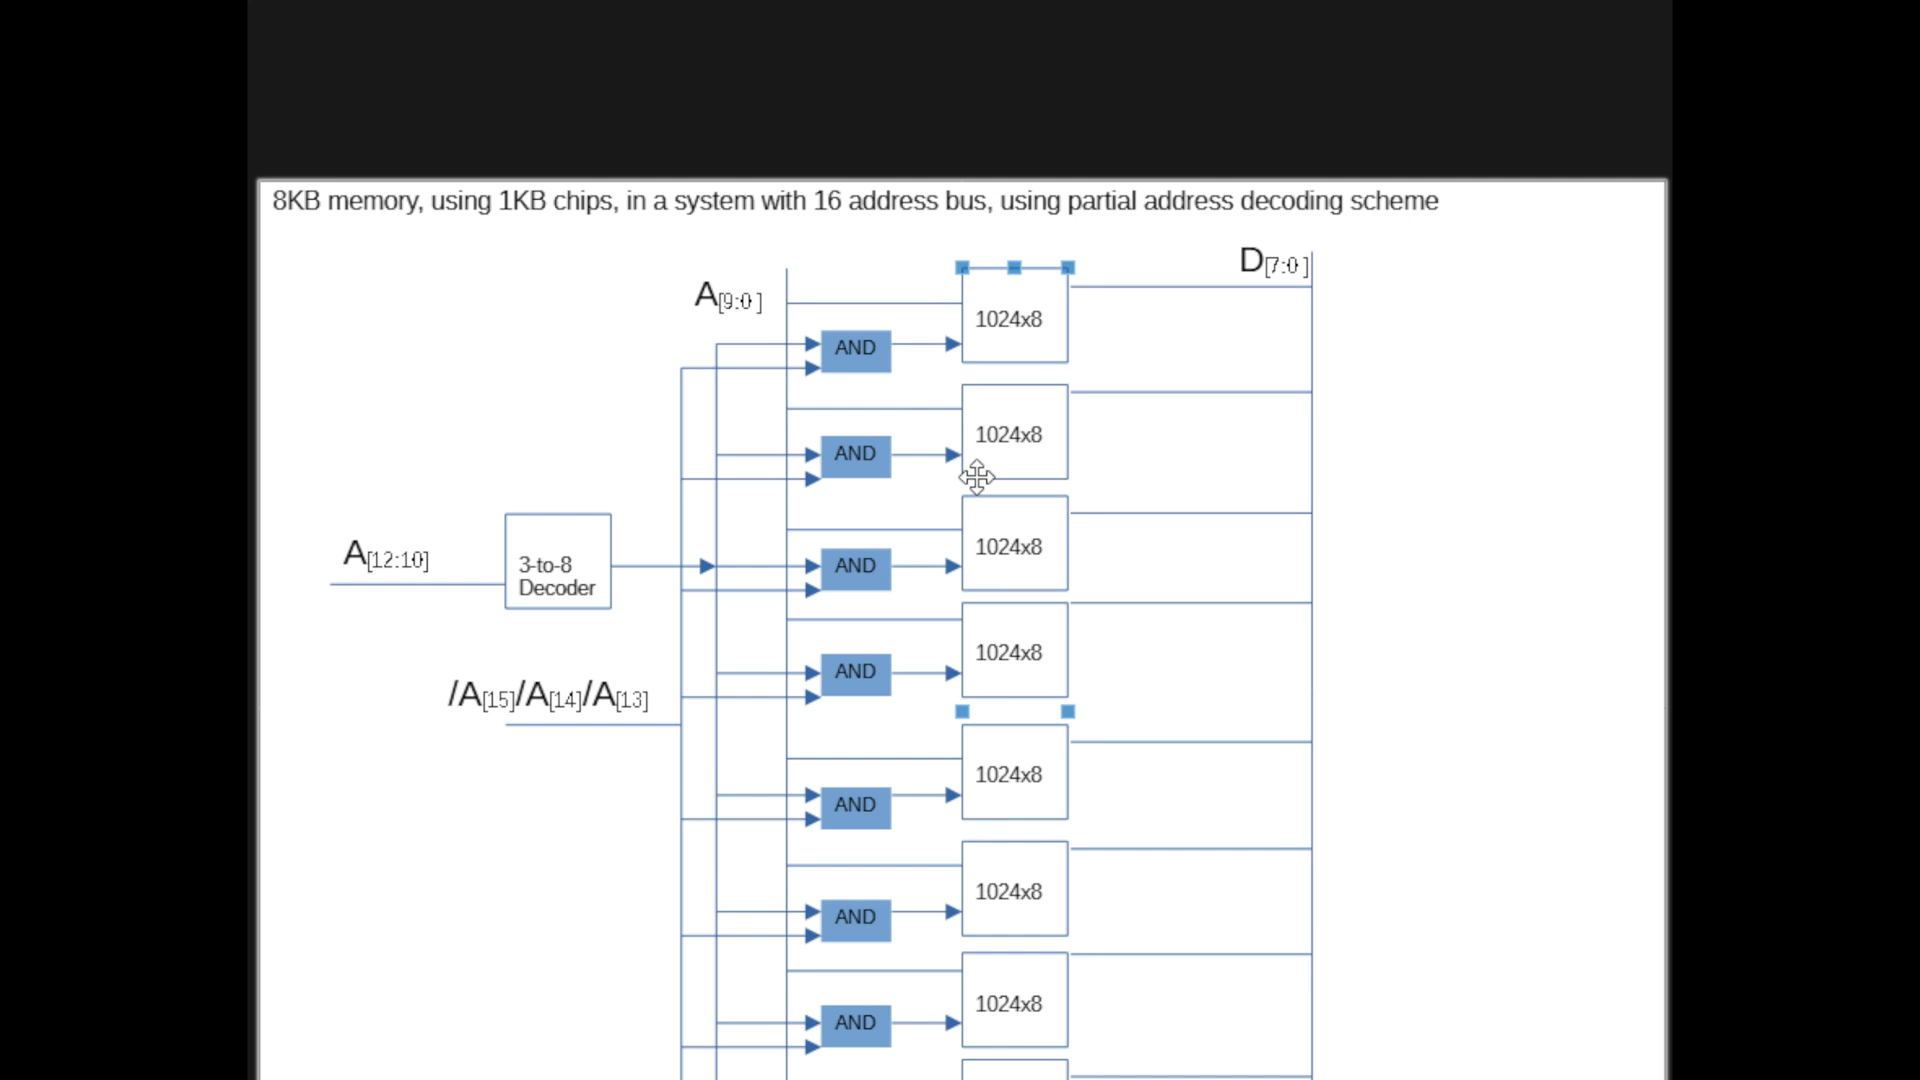 8KB memory, using 1KB chips, in a system with 16 address bus, using partial address decoding scheme
D[7:0]
A[9:0]
1024x8
AND
1024x8
AND
1024x8
AND
A[12:10]
3-to-8
Decoder
1024x8
AND
/A[15]/A[14]/A[13]
1024x8
AND
1024x8
AND
1024x8
AND